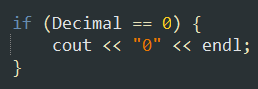 if (Decimal == 0) {
    cout << "0" << endl;
}